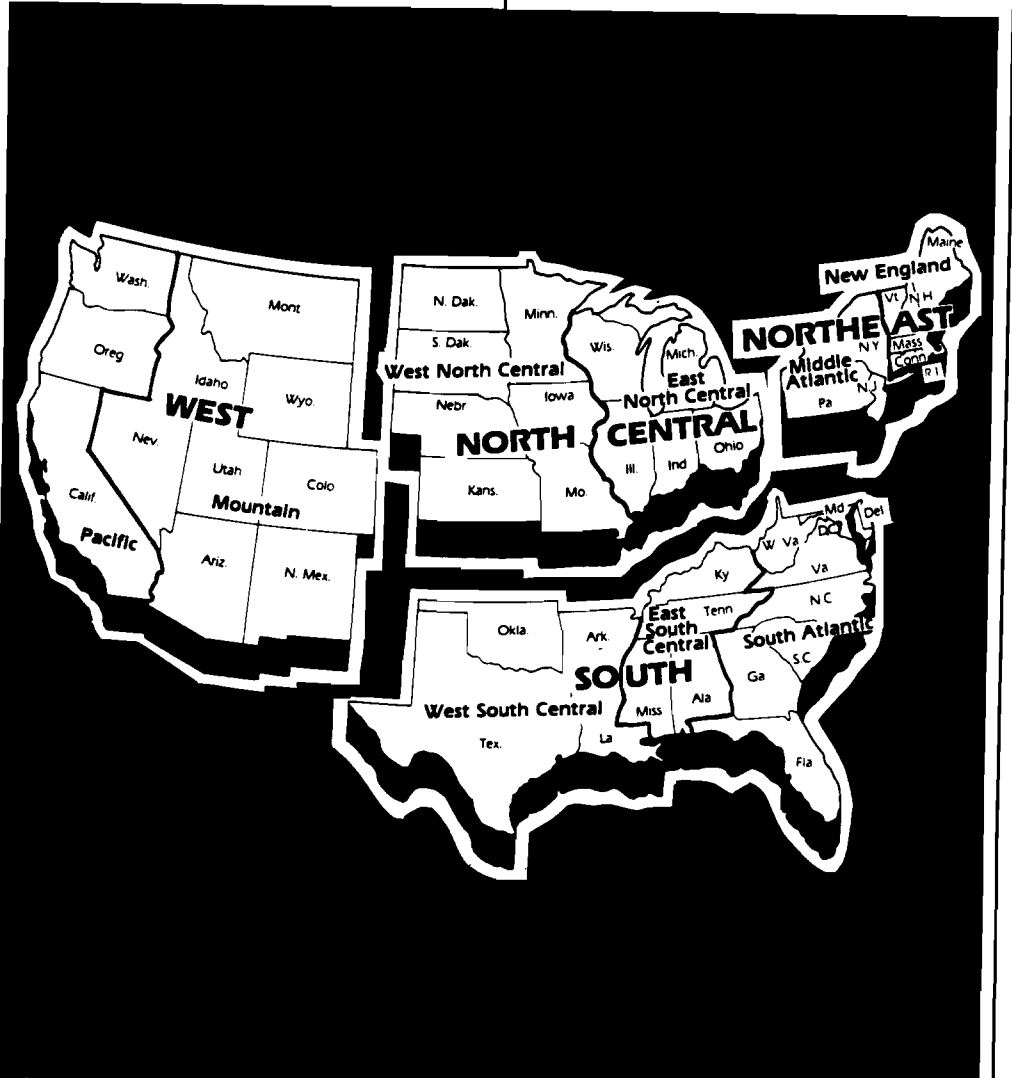 Wash.
Oreg
Calif.
Pacific
Mont
Idaho
Wyo.
WEST
Nev.
Utah
Colo
Mountain
Ariz.
N. Mex.
N. Dak.
Minn.
S. Dak.
West North Central
Nebr
Iowa
NORTH CENTRAL
Kans.
Mo.
Wis.
Mich.
East
North Central
Ill.
Ind
Ohio
Maine
New England
Vt
N H
NORTHEAST
N Y
Mass
Conn
R I
Middle
Atlantic
N J
Pa
Md
Del
DC
W Va
Va
Ky
N C
East
South
Central
Tenn
South Atlantic
S.C
Okla.
Ark.
SOUTH
Ga
Ala
Miss
West South Central
Tex.
La
Fla